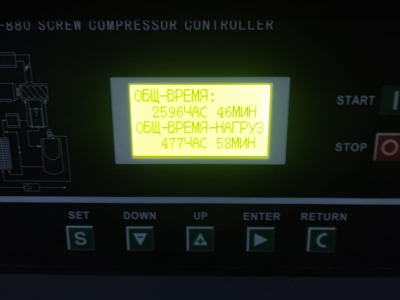 -880 SCREW COMPRESSOR CONTROLLER
ОБЩ-ВРЕМЯ:
2596ЧАС 46МИН
ОБЩ-ВРЕМЯ-НАГРУЗ
477ЧАС 58МИН
START
STOP
SET DOWN UP ENTER RETURN
S
C